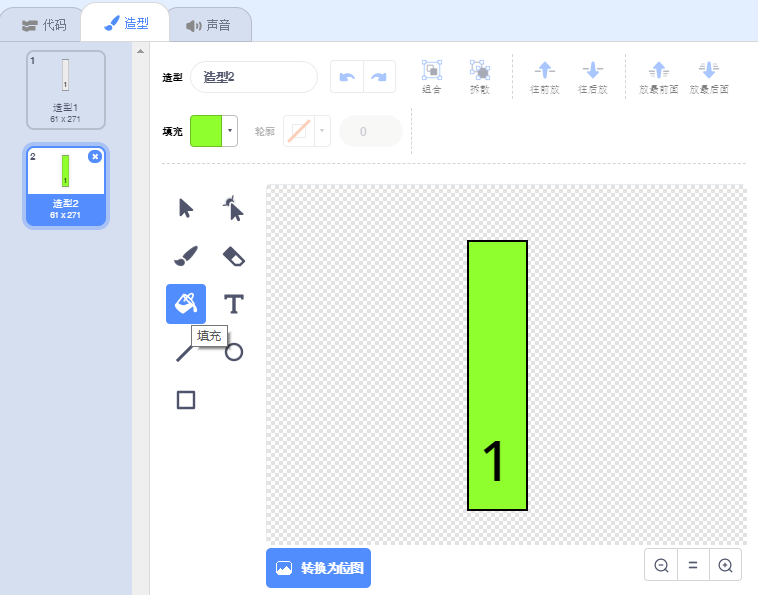 代码 造型 声音
1
1
造型1
61 x 271
2
1
造型2
61 x 271
造型 造型2
组合 拆散 往前放 往后放 放最前面 放最后面
填充 轮廓 0
T
填充
1
转换为位图